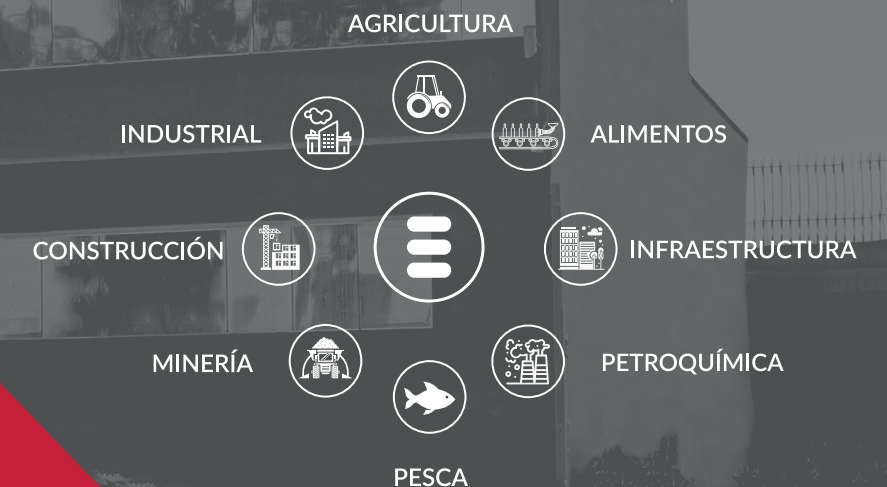 AGRICULTURA
INDUSTRIAL
ALIMENTOS
CONSTRUCCIÓN
INFRAESTRUCTURA
MINERÍA
PETROQUÍMICA
PESCA